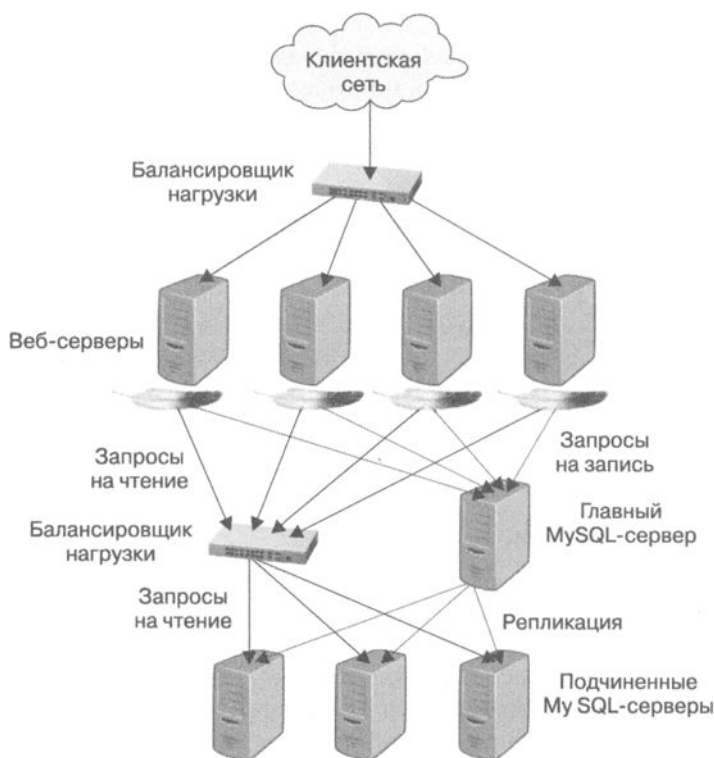 Клиентская
сеть
Балансировщик
нагрузки
Веб-серверы
Запросы
на чтение
Запросы
на запись
Балансировщик
нагрузки
Главный
MySQL-сервер
Запросы
на чтение
Репликация
Подчиненные
My SQL-серверы